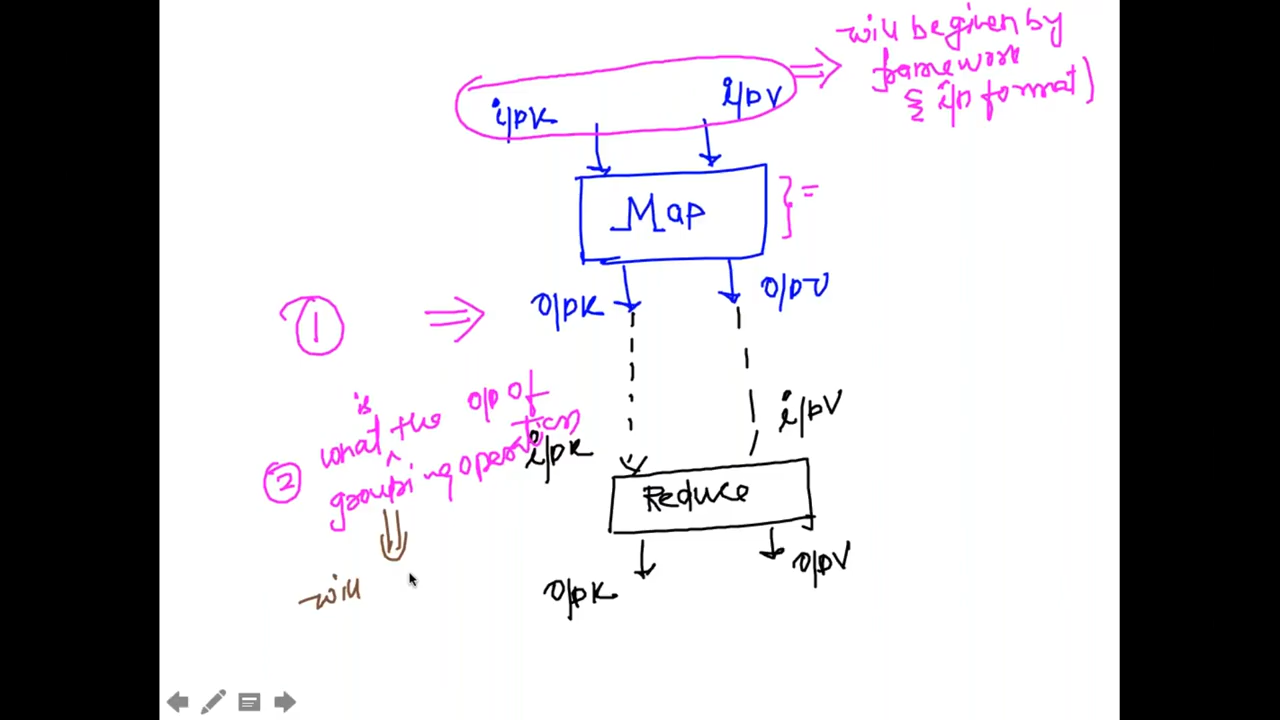 will be given by
framework
{ i/p format)
i/pK i/pV
Map } =
o/pK o/pv
1 ⇒
is
what the o/p of
2 grouping operation
i/pK i/pV
Reduce
will
o/pK o/pV